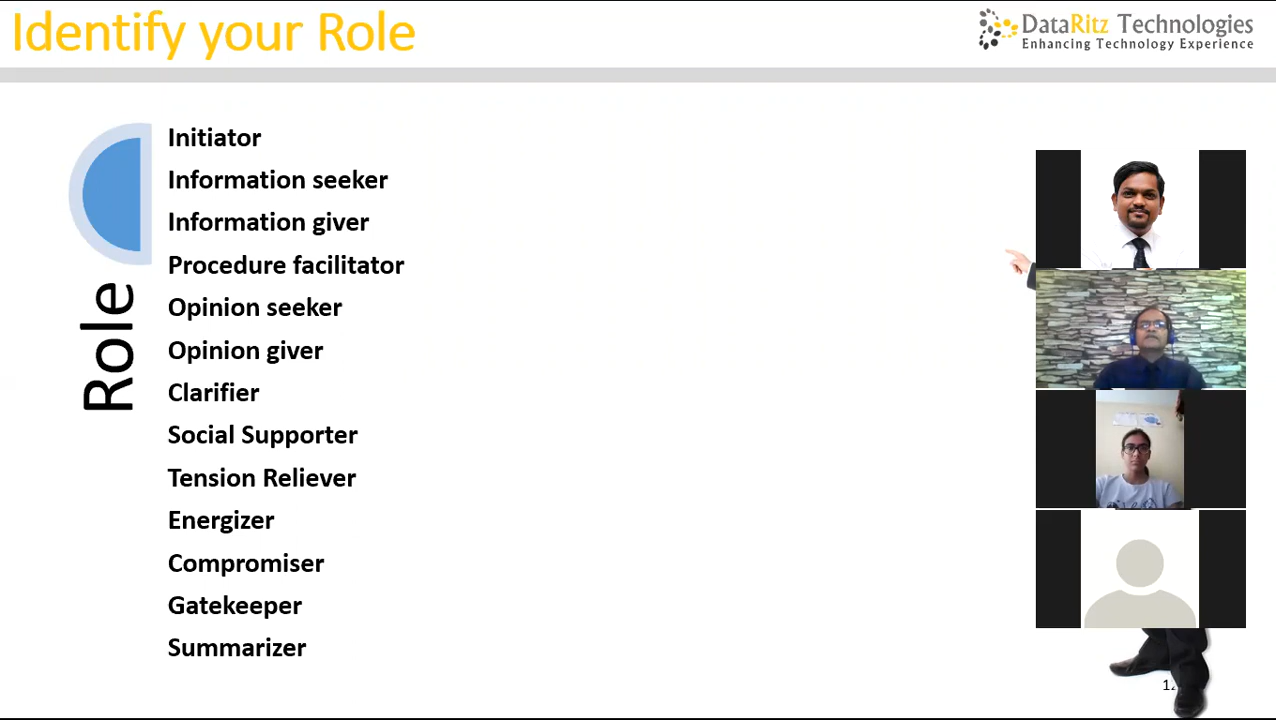 Identify your Role
DataRitz Technologies
Enhancing Technology Experience
Role
Initiator
Information seeker
Information giver
Procedure facilitator
Opinion seeker
Opinion giver
Clarifier
Social Supporter
Tension Reliever
Energizer
Compromiser
Gatekeeper
Summarizer